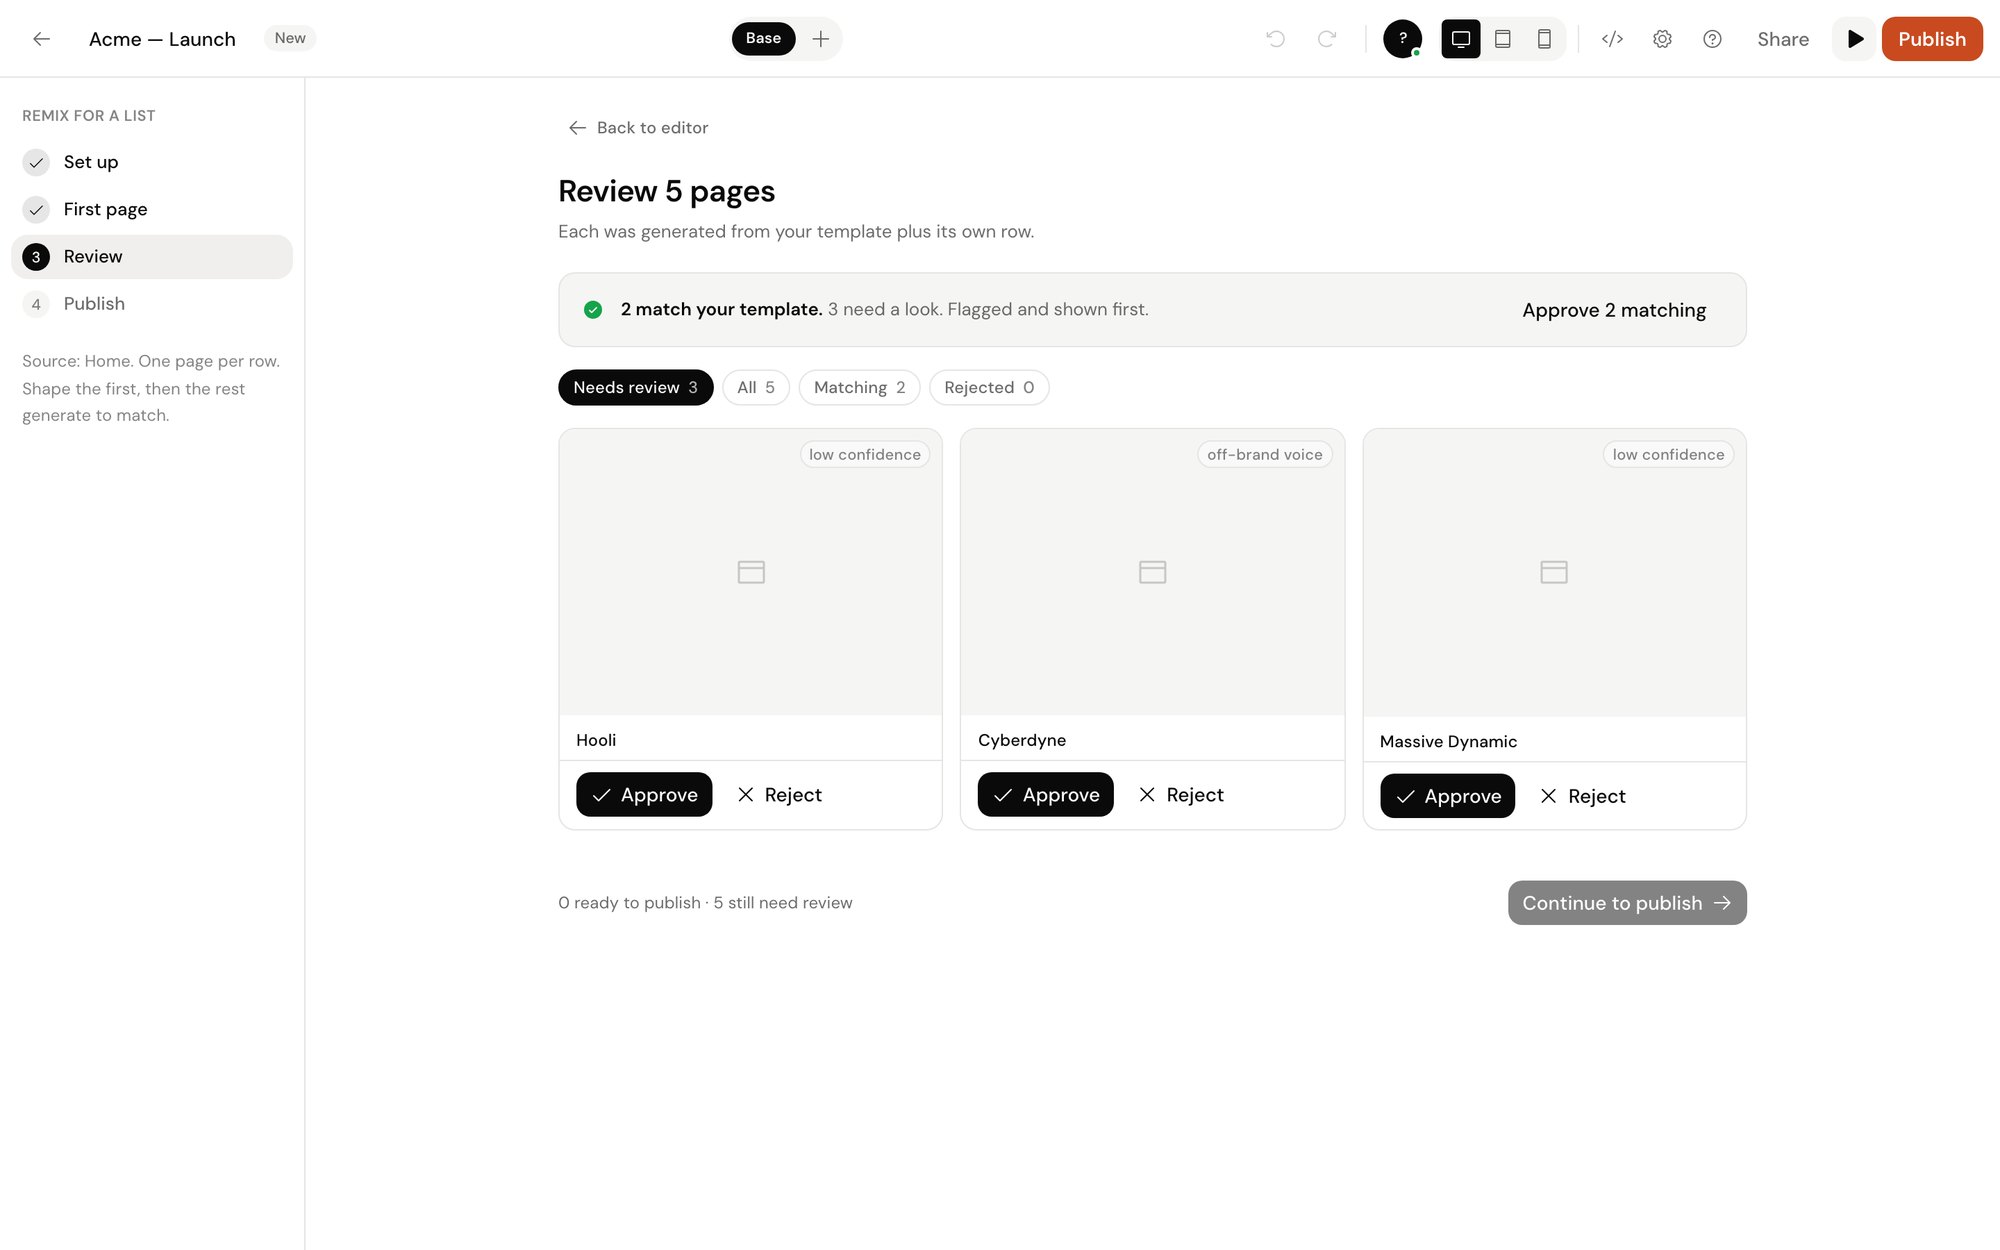 Acme — Launch New Base ? </> Share Publish
REMIX FOR A LIST
Set up
First page
3 Review
4 Publish
Source: Home. One page per row.
Shape the first, then the rest
generate to match.
Back to editor
Review 5 pages
Each was generated from your template plus its own row.
2 match your template. 3 need a look. Flagged and shown first. Approve 2 matching
Needs review 3 All 5 Matching 2 Rejected 0
low confidence off-brand voice low confidence
Hooli Cyberdyne Massive Dynamic
Approve Reject Approve Reject Approve Reject
0 ready to publish · 5 still need review Continue to publish